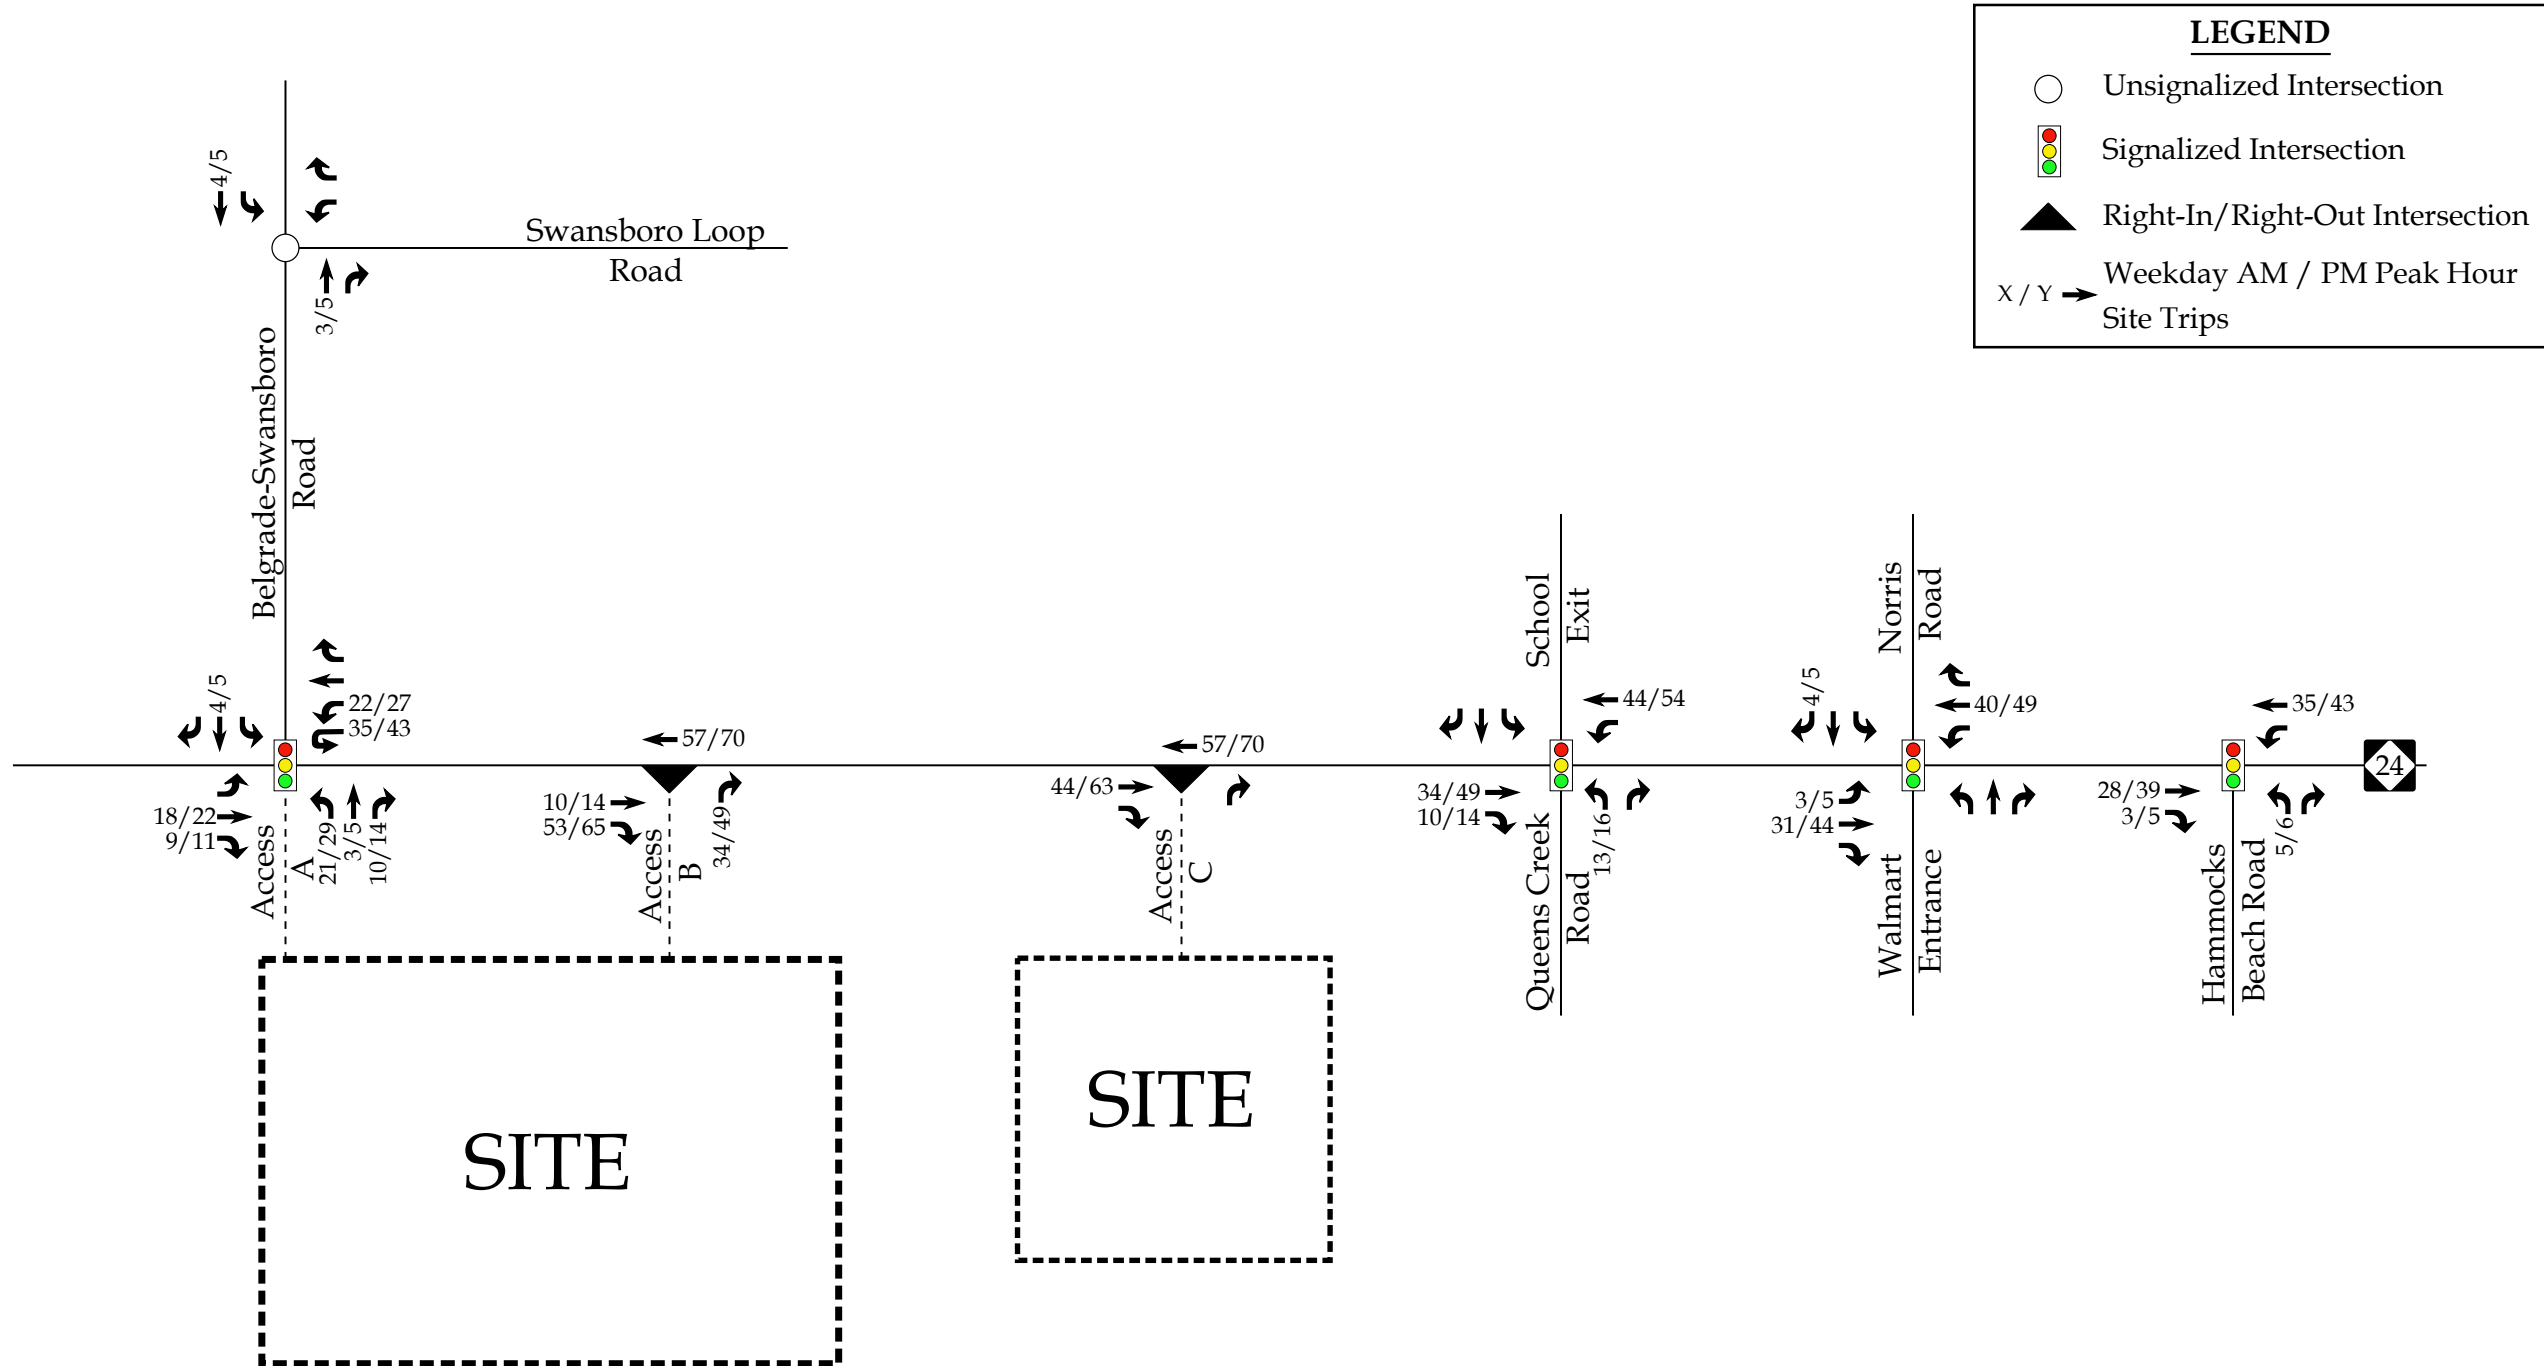 LEGEND
Unsignalized Intersection
Signalized Intersection
Right-In/Right-Out Intersection
X / Y
Weekday AM / PM Peak Hour
Site Trips
4/5
Swansboro Loop
Road
3/5
Belgrade-Swansboro
Road
4/5
22/27
35/43
18/22
9/11
Access
A
21/29
3/5
10/14
57/70
10/14
53/65
Access
B
34/49
57/70
44/63
Access
C
School
Exit
44/54
34/49
10/14
Queens Creek
Road
13/16
Norris
Road
4/5
40/49
3/5
31/44
Walmart
Entrance
35/43
24
28/39
3/5
Hammocks
Beach Road
5/6
SITE
SITE